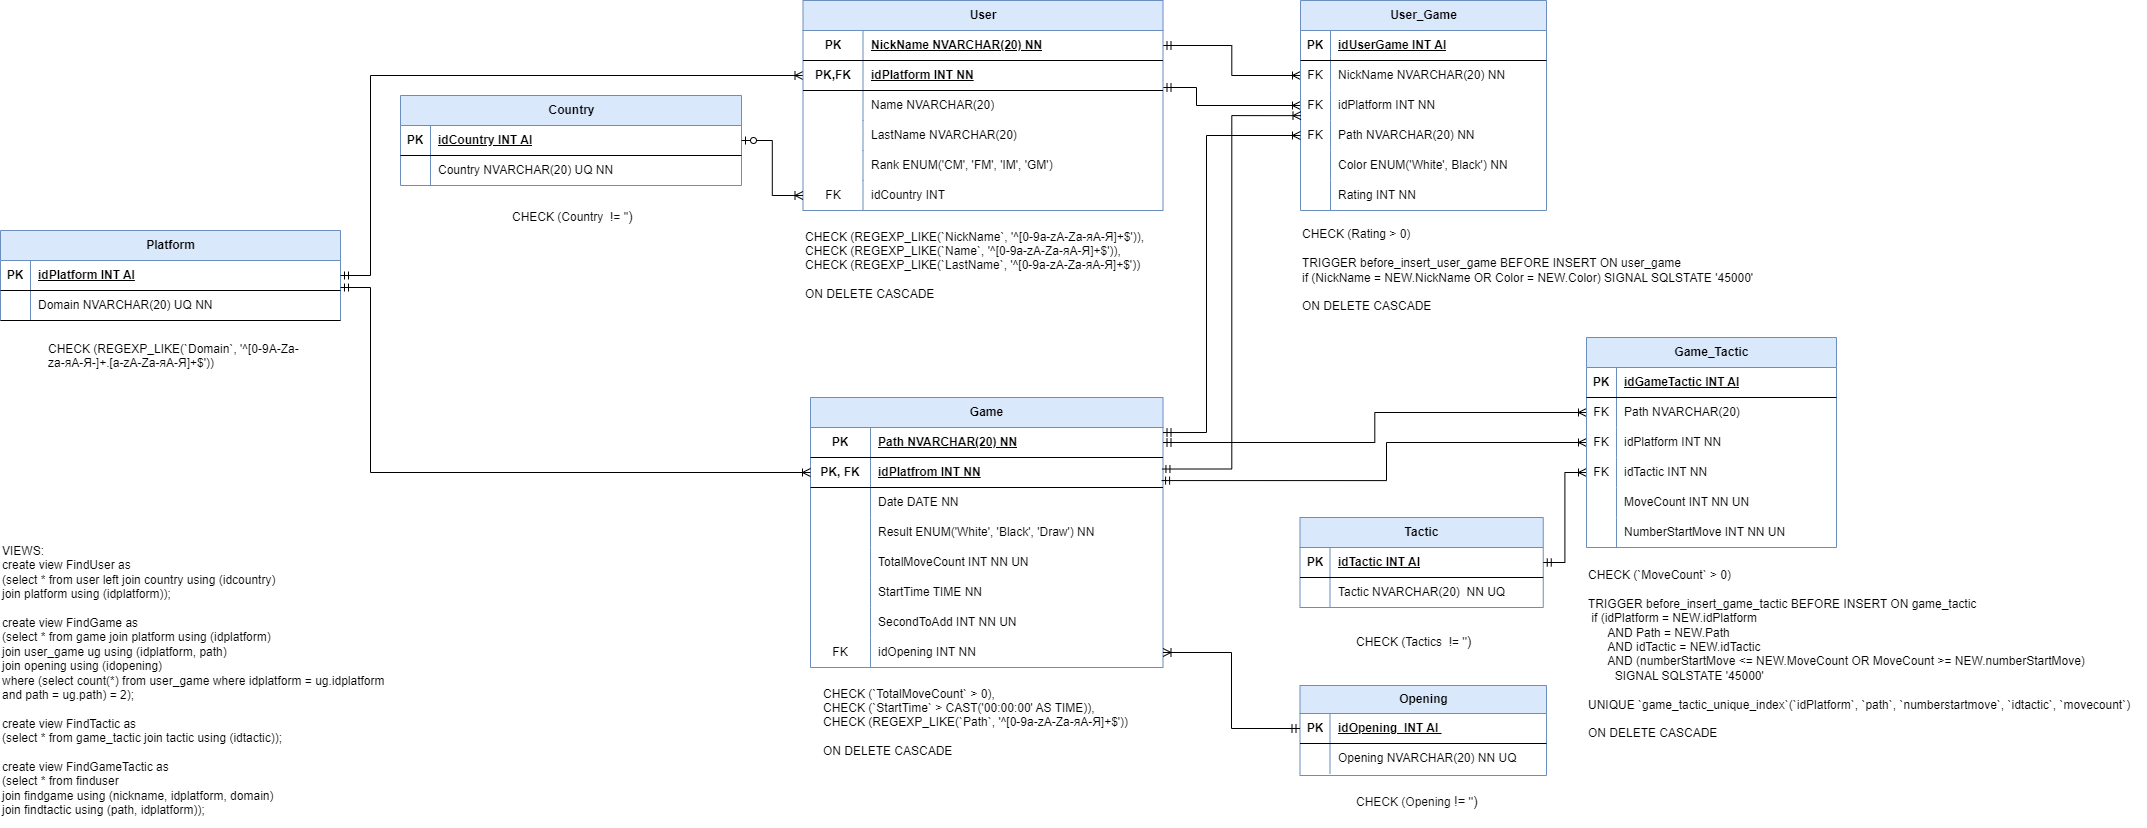 User
PK NickName NVARCHAR(20) NN
PK,FK idPlatform INT NN
Name NVARCHAR(20)
LastName NVARCHAR(20)
Rank ENUM('CM', 'FM', 'IM', 'GM')
FK idCountry INT
CHECK (REGEXP_LIKE(`NickName`, '^[0-9a-zA-Za-яA-Я]+$')),
CHECK (REGEXP_LIKE(`Name`, '^[0-9a-zA-Za-яA-Я]+$')),
CHECK (REGEXP_LIKE(`LastName`, '^[0-9a-zA-Za-яA-Я]+$'))
ON DELETE CASCADE
User_Game
PK idUserGame INT AI
FK NickName NVARCHAR(20) NN
FK idPlatform INT NN
FK Path NVARCHAR(20) NN
Color ENUM('White', Black') NN
Rating INT NN
CHECK (Rating > 0)
TRIGGER before_insert_user_game BEFORE INSERT ON user_game
if (NickName = NEW.NickName OR Color = NEW.Color) SIGNAL SQLSTATE '45000'
ON DELETE CASCADE
Country
PK idCountry INT AI
Country NVARCHAR(20) UQ NN
CHECK (Country  != '')
Platform
PK idPlatform INT AI
Domain NVARCHAR(20) UQ NN
CHECK (REGEXP_LIKE(`Domain`, '^[0-9A-Za-
za-яA-Я-]+.[a-zA-Za-яA-Я]+$'))
Game
PK Path NVARCHAR(20) NN
PK, FK idPlatfrom INT NN
Date DATE NN
Result ENUM('White', 'Black', 'Draw') NN
TotalMoveCount INT NN UN
StartTime TIME NN
SecondToAdd INT NN UN
FK idOpening INT NN
CHECK (`TotalMoveCount` > 0),
CHECK (`StartTime` > CAST('00:00:00' AS TIME)),
CHECK (REGEXP_LIKE(`Path`, '^[0-9a-zA-Za-яA-Я]+$'))
ON DELETE CASCADE
Game_Tactic
PK idGameTactic INT AI
FK Path NVARCHAR(20)
FK idPlatform INT NN
FK idTactic INT NN
MoveCount INT NN UN
NumberStartMove INT NN UN
CHECK (`MoveCount` > 0)
TRIGGER before_insert_game_tactic BEFORE INSERT ON game_tactic
if (idPlatform = NEW.idPlatform
AND Path = NEW.Path
AND idTactic = NEW.idTactic
AND (numberStartMove <= NEW.MoveCount OR MoveCount >= NEW.numberStartMove)
SIGNAL SQLSTATE '45000'
UNIQUE `game_tactic_unique_index`(`idPlatform`, `path`, `numberstartmove`, `idtactic`, `movecount`)
ON DELETE CASCADE
Tactic
PK idTactic INT AI
Tactic NVARCHAR(20)  NN UQ
CHECK (Tactics  != '')
Opening
PK idOpening  INT AI
Opening NVARCHAR(20) NN UQ
CHECK (Opening != '')
VIEWS:
create view FindUser as
(select * from user left join country using (idcountry)
join platform using (idplatform));
create view FindGame as
(select * from game join platform using (idplatform)
join user_game ug using (idplatform, path)
join opening using (idopening)
where (select count(*) from user_game where idplatform = ug.idplatform
and path = ug.path) = 2);
create view FindTactic as
(select * from game_tactic join tactic using (idtactic));
create view FindGameTactic as
(select * from finduser
join findgame using (nickname, idplatform, domain)
join findtactic using (path, idplatform));